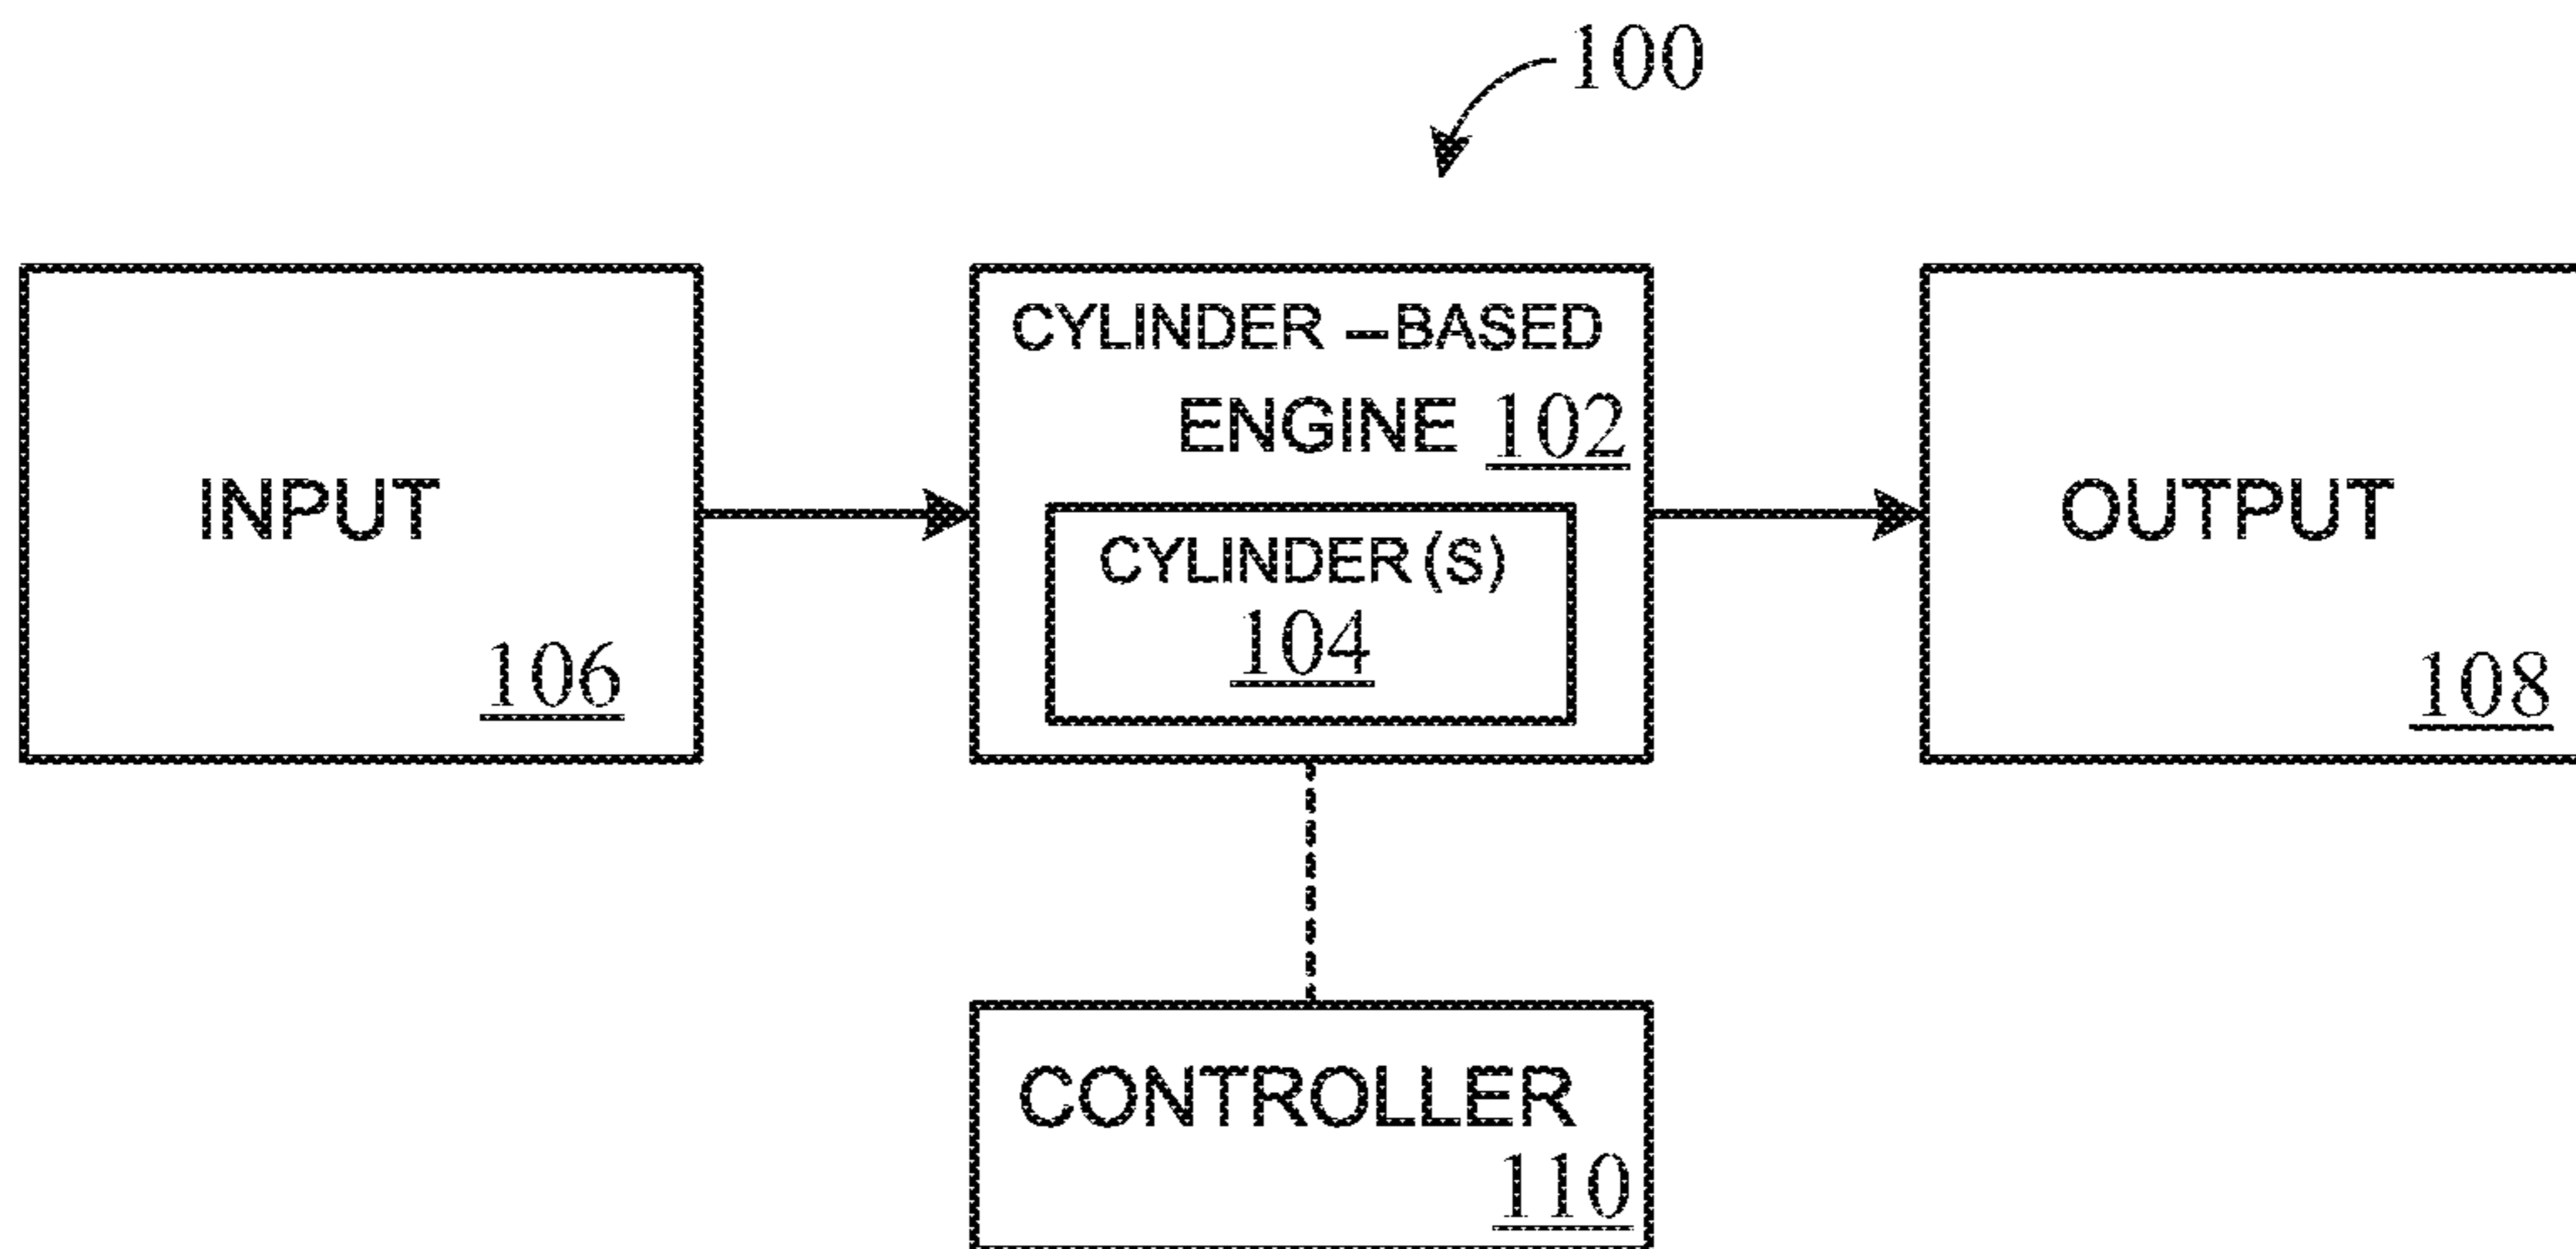 100
INPUT
106
CYLINDER –BASED
ENGINE 102
CYLINDER(S)
104
OUTPUT
108
CONTROLLER
110